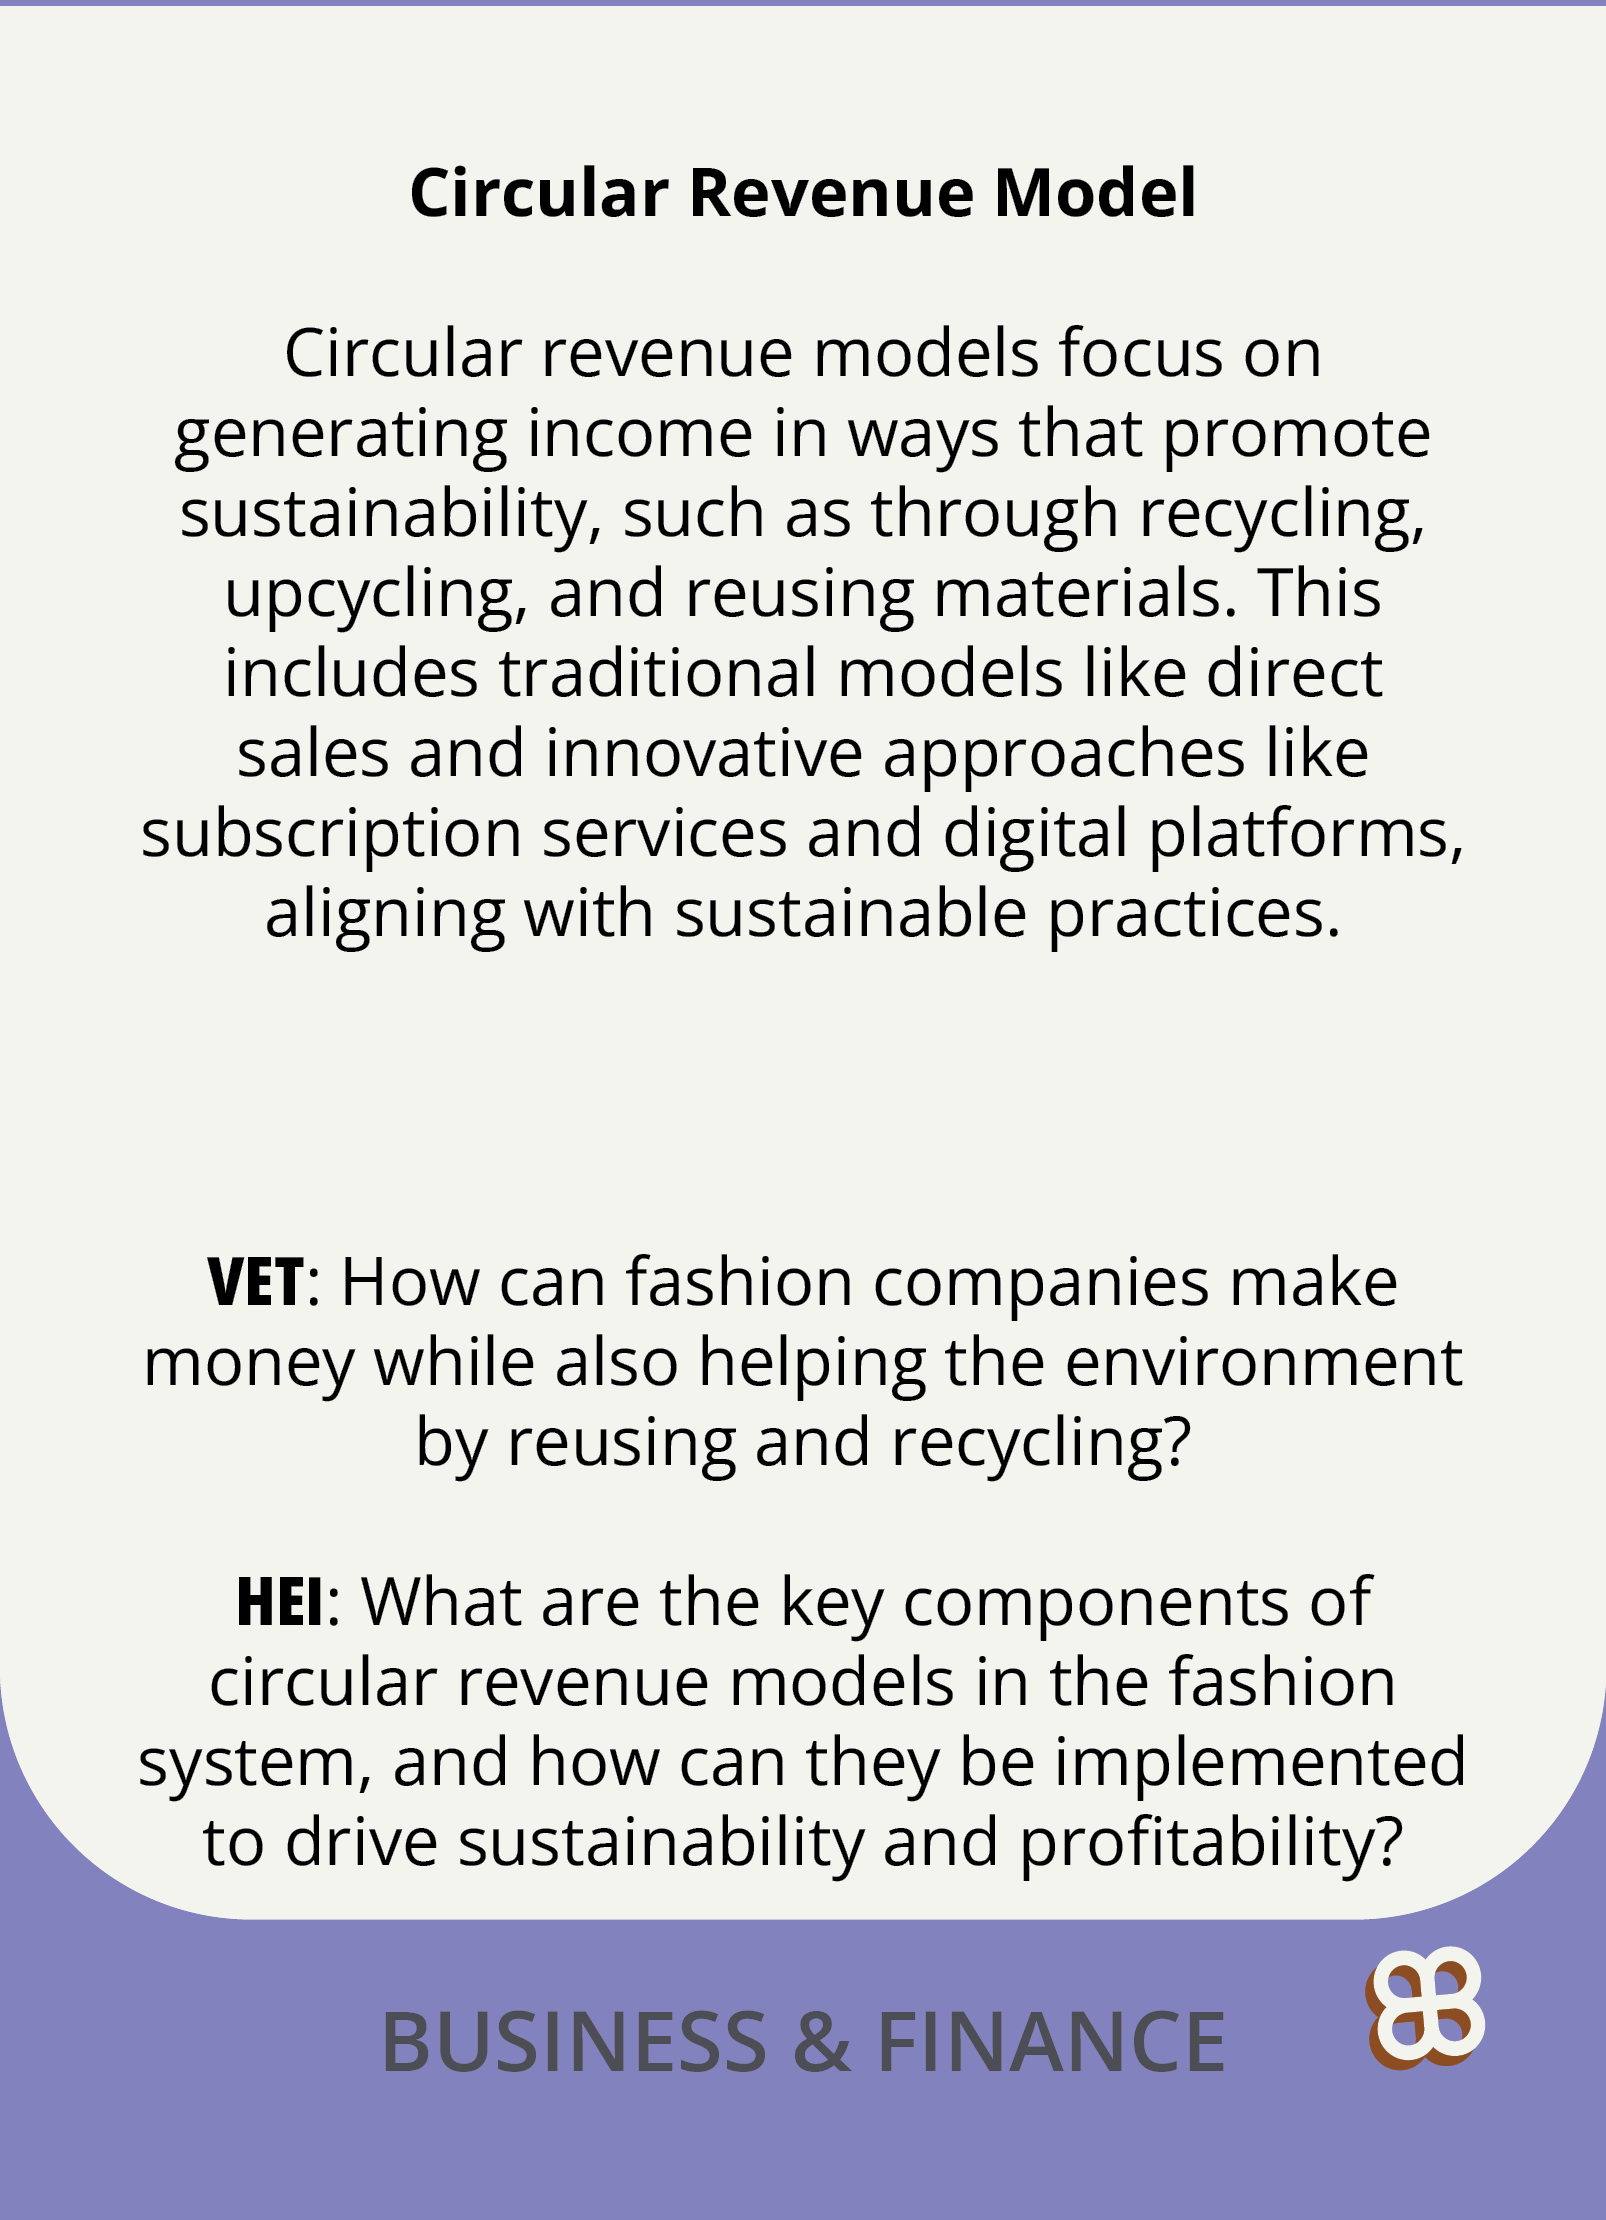 Circular Revenue Model
Circular revenue models focus on
generating income in ways that promote
sustainability, such as through recycling,
upcycling, and reusing materials. This
includes traditional models like direct
sales and innovative approaches like
subscription services and digital platforms,
aligning with sustainable practices.
VET: How can fashion companies make
money while also helping the environment
by reusing and recycling?
HEI: What are the key components of
circular revenue models in the fashion
system, and how can they be implemented
to drive sustainability and profitability?
BUSINESS & FINANCE